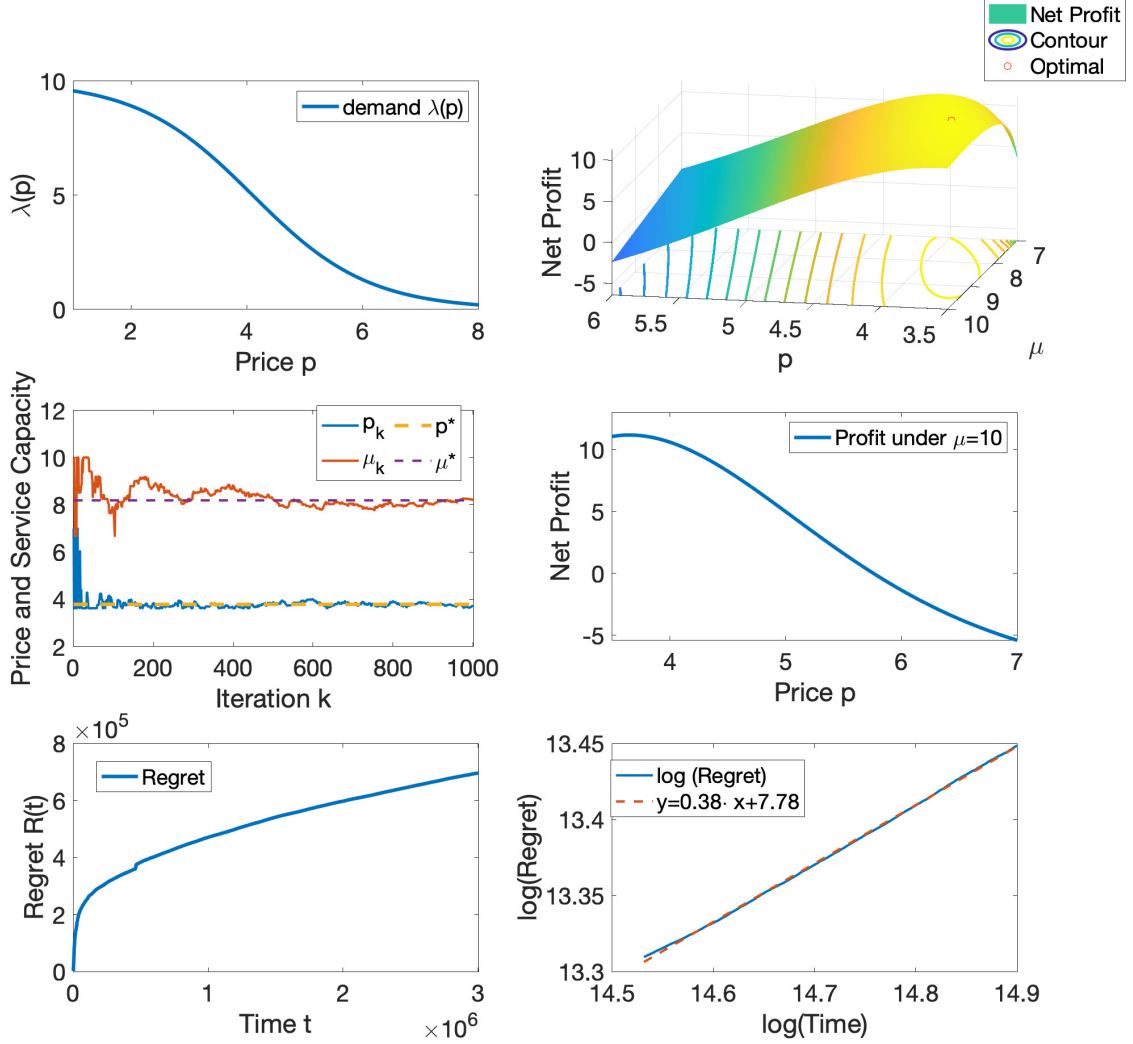 10
5
0
λ(p)
demand λ(p)
2
4
6
8
Price p
Net Profit
Contour
Optimal
10
5
0
-5
Net Profit
6
5.5
5
4.5
4
3.5
p
7
8
9
10
μ
12
10
8
6
4
2
Price and Service Capacity
p_k p*
μ_k μ*
0
200
400
600
800
1000
Iteration k
10
5
0
-5
Net Profit
Profit under μ=10
4
5
6
7
Price p
×10^5
8
6
4
2
0
Regret R(t)
Regret
0
1
2
3
Time t
×10^6
13.45
13.4
13.35
13.3
log(Regret)
log (Regret)
y=0.38· x+7.78
14.5
14.6
14.7
14.8
14.9
log(Time)